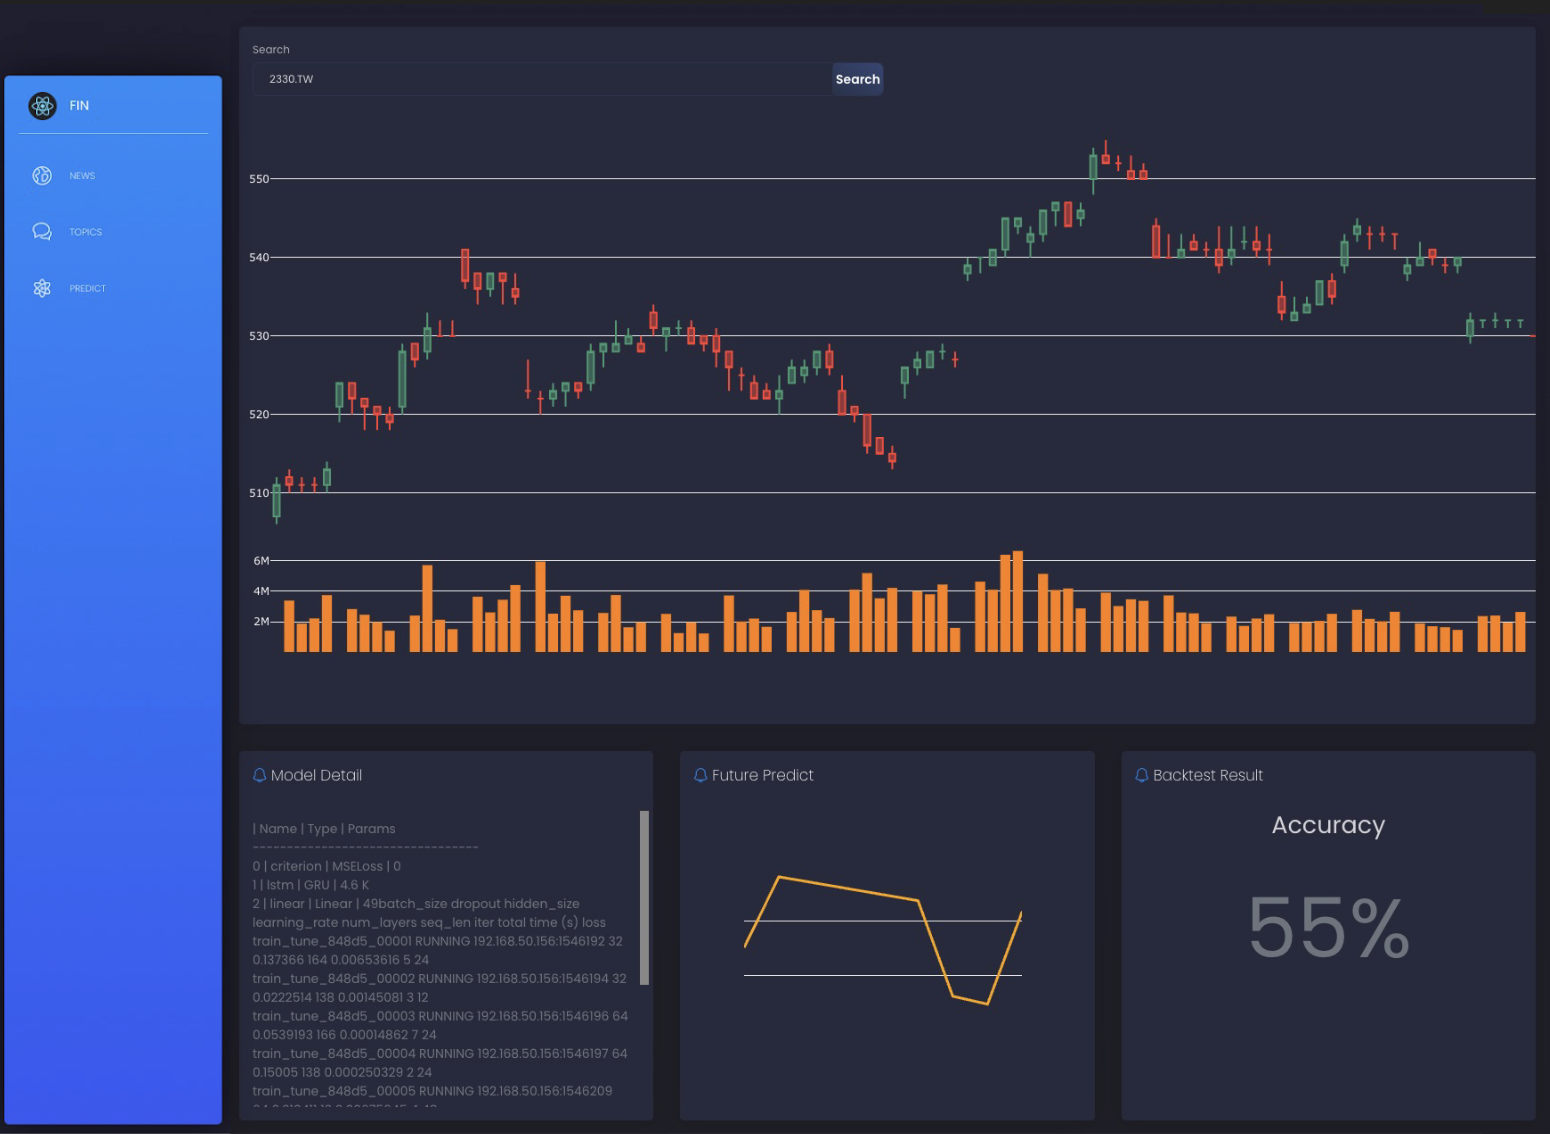 FIN
NEWS
TOPICS
PREDICT
Search
2330.TW
Search
550
540
530
520
510
6M
4M
2M
Model Detail
| Name | Type | Params
---------------------------------
0 | criterion | MSELoss | 0
1 | lstm | GRU | 4.6 K
2 | linear | Linear | 49batch_size dropout hidden_size
learning_rate num_layers seq_len iter total time (s) loss
train_tune_848d5_00001 RUNNING 192.168.50.156:1546192 32
0.137366 164 0.00653616 5 24
train_tune_848d5_00002 RUNNING 192.168.50.156:1546194 32
0.0222514 138 0.00145081 3 12
train_tune_848d5_00003 RUNNING 192.168.50.156:1546196 64
0.0539193 166 0.00014862 7 24
train_tune_848d5_00004 RUNNING 192.168.50.156:1546197 64
0.15005 138 0.000250329 2 24
train_tune_848d5_00005 RUNNING 192.168.50.156:1546209
Future Predict
Backtest Result
Accuracy
55%